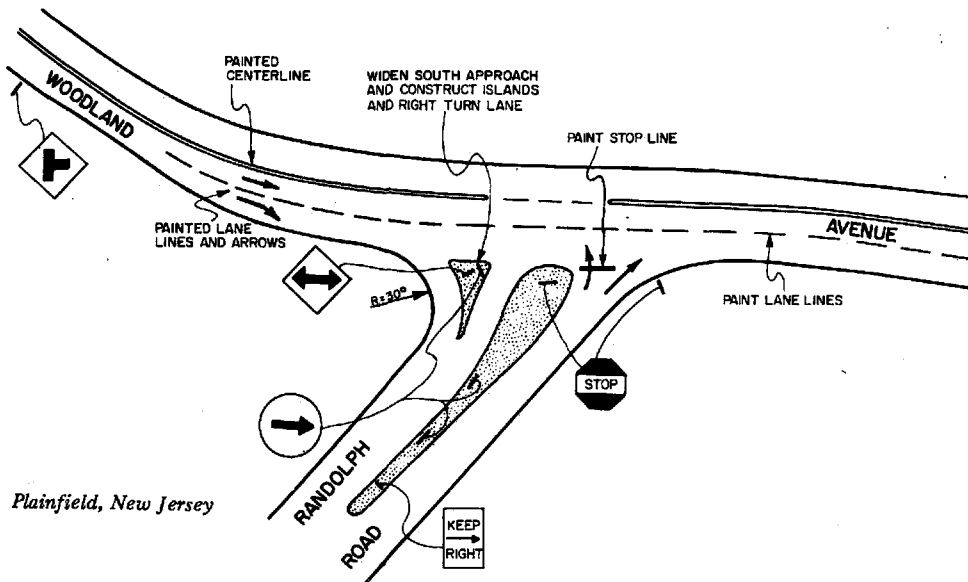 WOODLAND
PAINTED
CENTERLINE
WIDEN SOUTH APPROACH
AND CONSTRUCT ISLANDS
AND RIGHT TURN LANE
PAINT STOP LINE
PAINTED LANE
LINES AND ARROWS
AVENUE
PAINT LANE LINES
R=30°
STOP
RANDOLPH
ROAD
KEEP
RIGHT
Plainfield, New Jersey